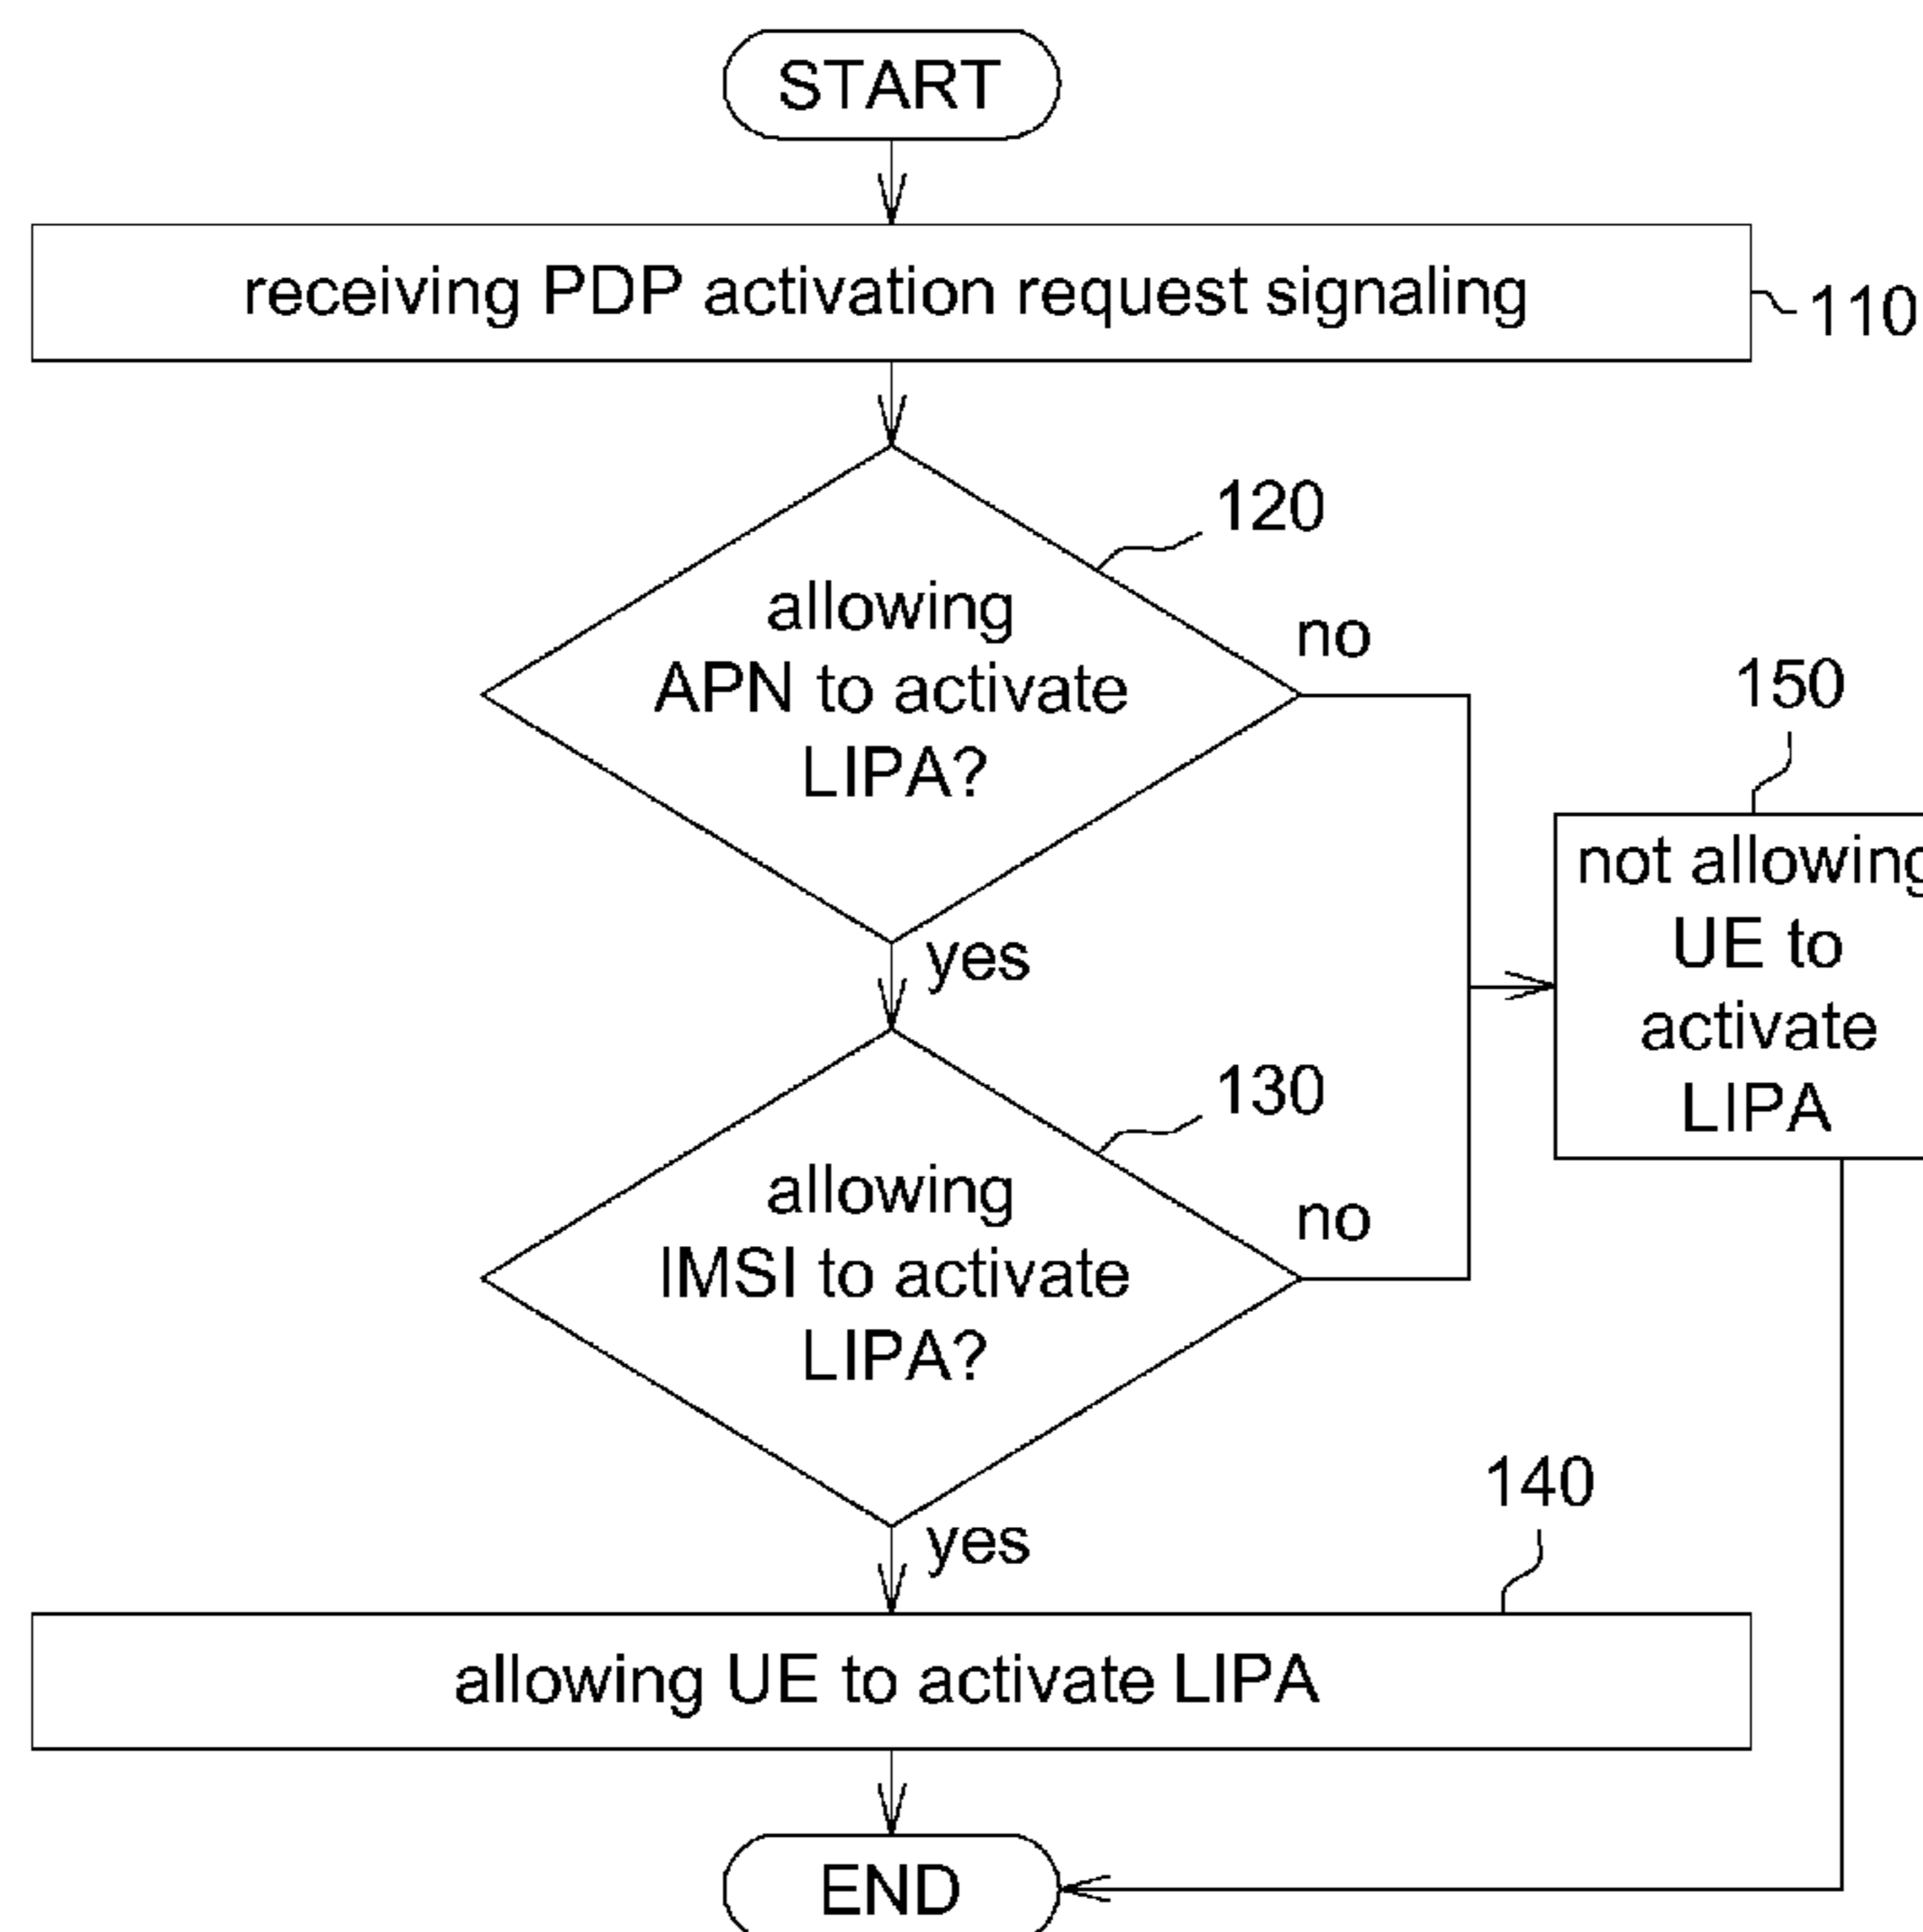 START
receiving PDP activation request signaling
110
120
allowing
APN to activate
LIPA?
no
yes
150
not allowing
UE to
activate
LIPA
130
allowing
IMSI to activate
LIPA?
no
yes
140
allowing UE to activate LIPA
END